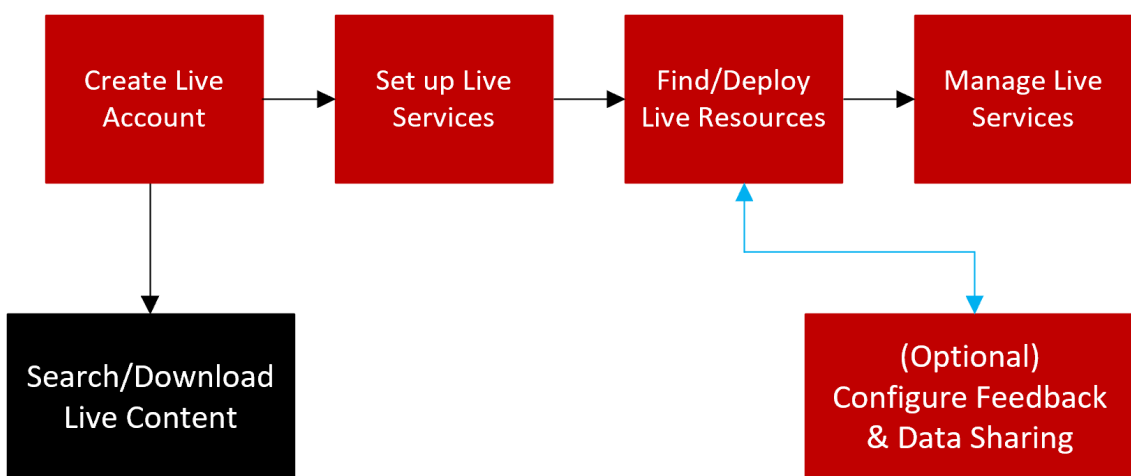 Create Live
Account
Set up Live
Services
Find/Deploy
Live Resources
Manage Live
Services
Search/Download
Live Content
(Optional)
Configure Feedback
& Data Sharing